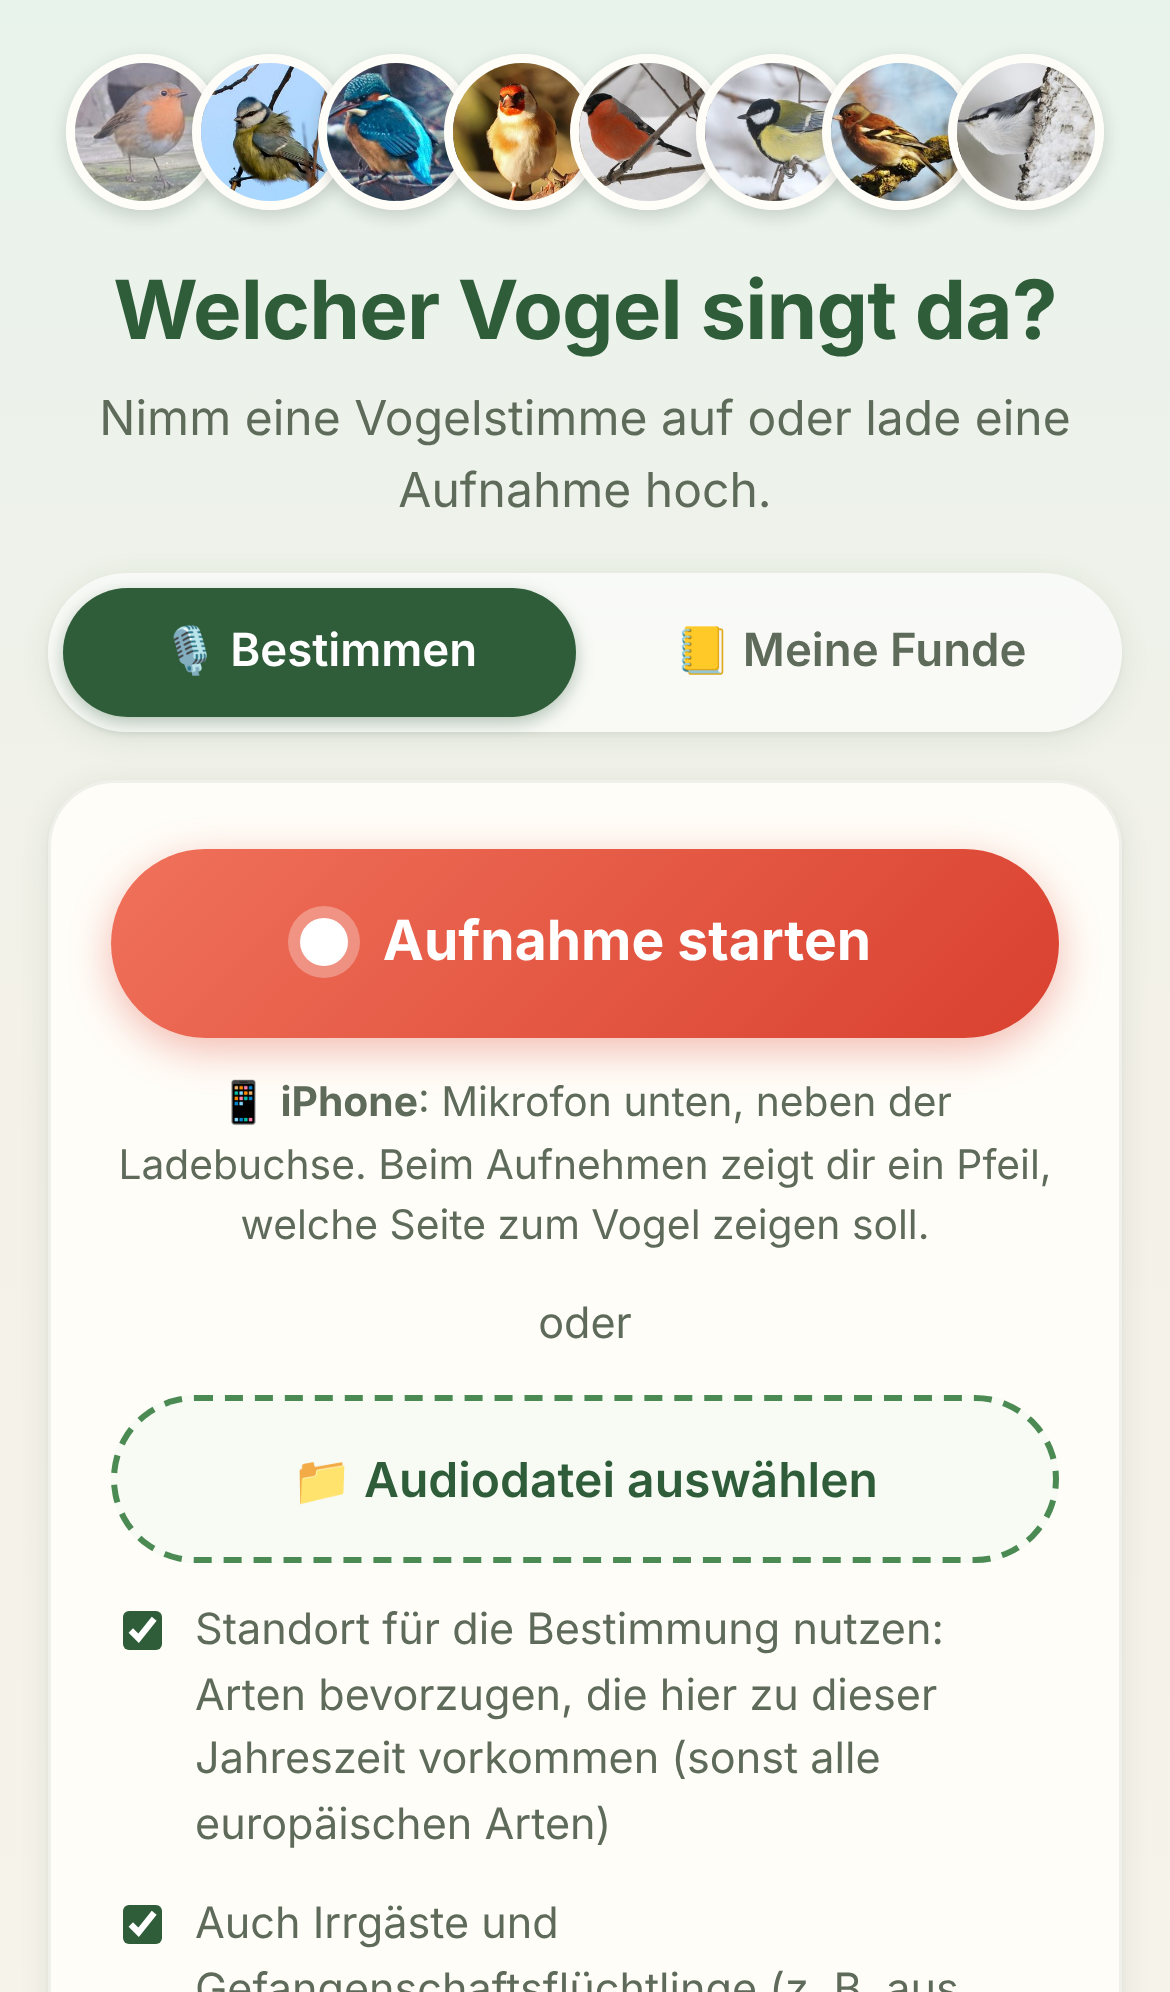 Welcher Vogel singt da?
Nimm eine Vogelstimme auf oder lade eine
Aufnahme hoch.
Bestimmen
Meine Funde
Aufnahme starten
iPhone: Mikrofon unten, neben der
Ladebuchse. Beim Aufnehmen zeigt dir ein Pfeil,
welche Seite zum Vogel zeigen soll.
oder
Audiodatei auswählen
Standort für die Bestimmung nutzen:
Arten bevorzugen, die hier zu dieser
Jahreszeit vorkommen (sonst alle
europäischen Arten)
Auch Irrgäste und
Gefangenschaftsflüchtlinge (z. B. aus